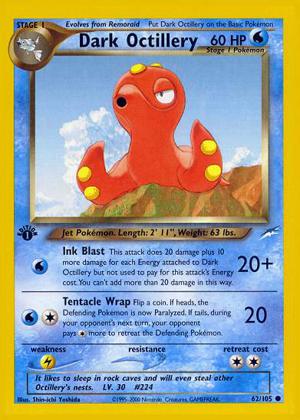 STAGE 1
Evolves from Remoraid
Put Dark Octillery on the Basic Pokémon
Dark Octillery 60 HP
Stage 1 Pokémon
Jet Pokémon. Length: 2' 11", Weight: 63 lbs.
EDITION
1
Ink Blast This attack does 20 damage plus 10
more damage for each Energy attached to Dark
Octillery but not used to pay for this attack's Energy
cost. You can't add more than 20 damage in this way.
20+
Tentacle Wrap Flip a coin. If heads, the
Defending Pokémon is now Paralyzed. If tails, during
your opponent's next turn, your opponent
pays more to retreat the Defending Pokémon.
20
weakness resistance retreat cost
It likes to sleep in rock caves and will even steal other
Octillery's nests. LV. 30 #224
Illus. Shin-ichi Yoshida ©1995-2000 Nintendo, Creatures, GAMEFREAK. 62/105